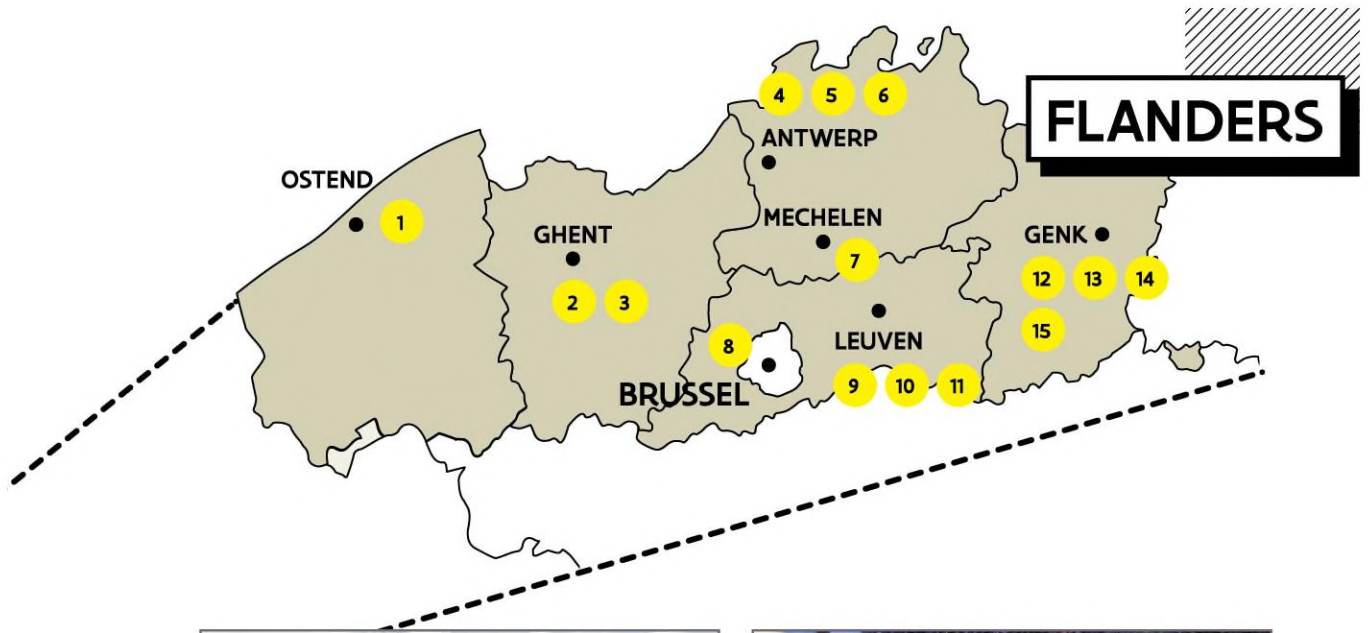 FLANDERS
4 5 6
ANTWERP
OSTEND
1
MECHELEN
7
GHENT
2 3
GENK
12 13 14
15
8
LEUVEN
BRUSSEL
9 10 11